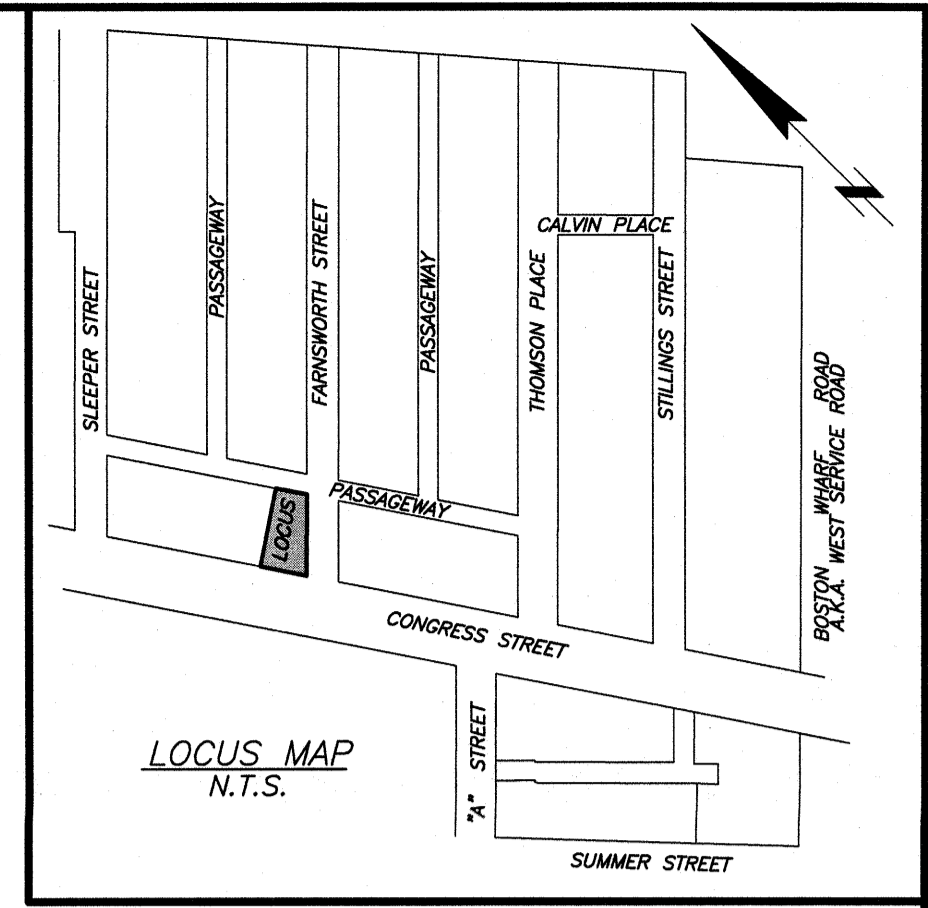 CALVIN PLACE
PASSAGEWAY
FARNSWORTH STREET
PASSAGEWAY
THOMSON PLACE
STILLINGS STREET
SLEEPER STREET
BOSTON WHARF ROAD
A.K.A. WEST SERVICE ROAD
PASSAGEWAY
LOCUS
CONGRESS STREET
"A" STREET
LOCUS MAP
N.T.S.
SUMMER STREET